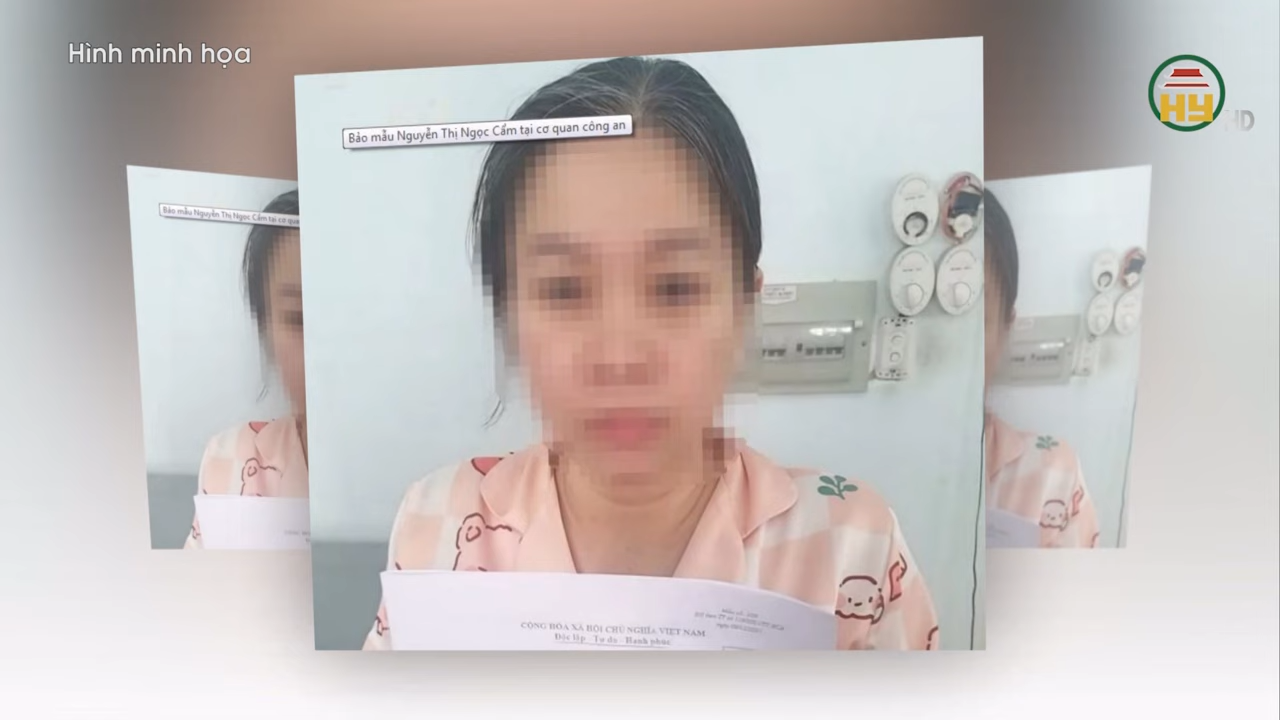 Hình minh họa
HY HD
Bảo mẫu Nguyễn Thị Ngọc Cẩm tại cơ quan công an
Bảo mẫu Nguyễn Thị Ngọc Cẩm tại cơ qua
CỘNG HÒA XÃ HỘI CHỦ NGHĨA VIỆT NAM
Độc lập - Tự do - Hạnh phúc